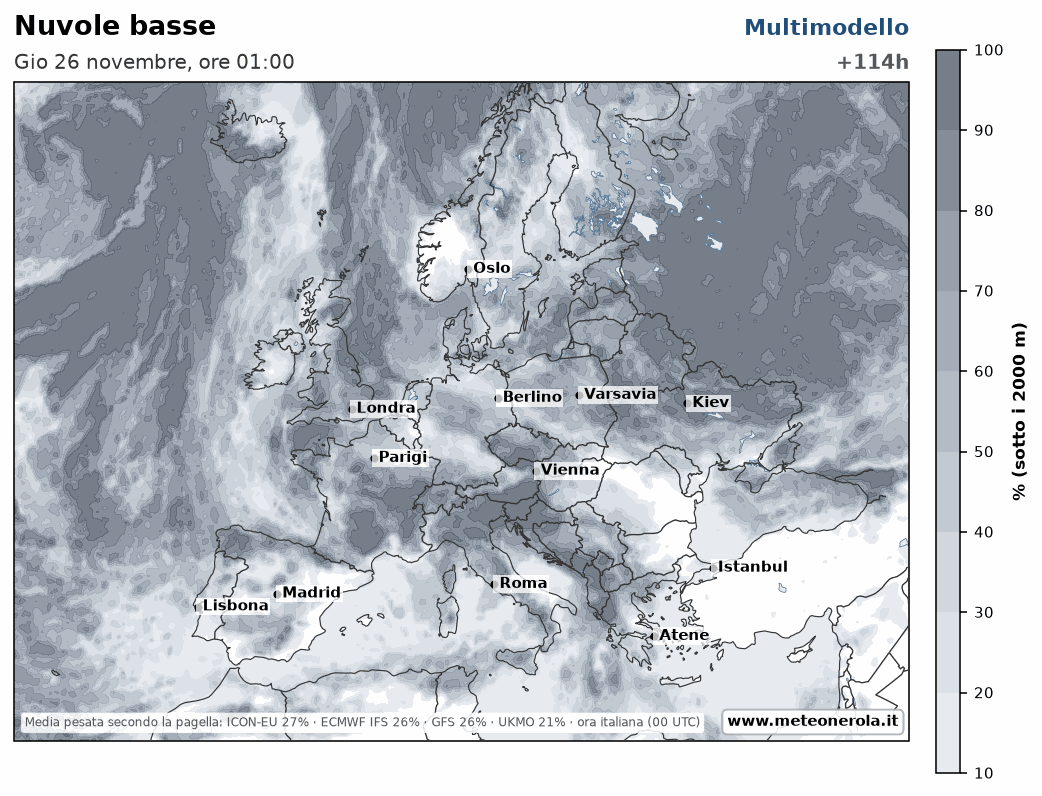 Nuvole basse
Multimodello
Gio 26 novembre, ore 01:00
+114h
100
90
80
70
60
50
40
30
20
10
% (sotto i 2000 m)
Oslo
Londra
Berlino
Varsavia
Kiev
Parigi
Vienna
Istanbul
Roma
Madrid
Lisbona
Atene
Media pesata secondo la pagella: ICON-EU 27% · ECMWF IFS 26% · GFS 26% · UKMO 21% · ora italiana (00 UTC)
www.meteonerola.it